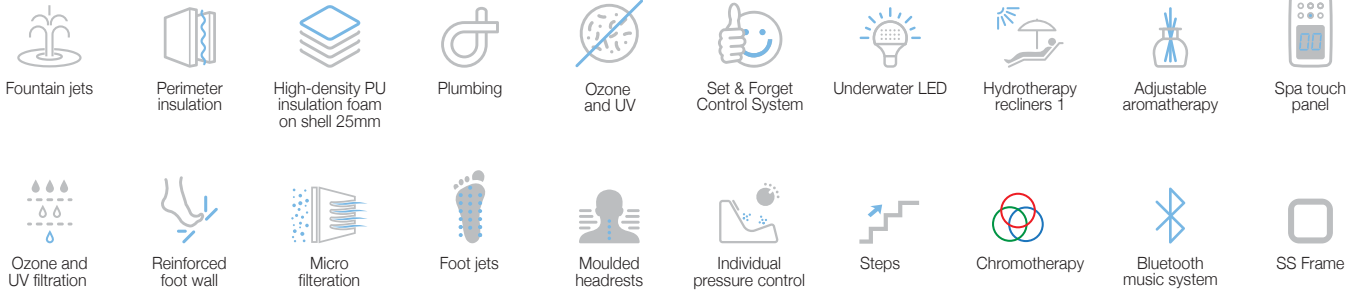 Fountain jets
Perimeter
insulation
High-density PU
insulation foam
on shell 25mm
Plumbing
Ozone
and UV
Set & Forget
Control System
Underwater LED
Hydrotherapy
recliners 1
Adjustable
aromatherapy
00
Spa touch
panel
Ozone and
UV filtration
Reinforced
foot wall
Micro
filteration
Foot jets
Moulded
headrests
Individual
pressure control
Steps
Chromotherapy
Bluetooth
music system
SS Frame